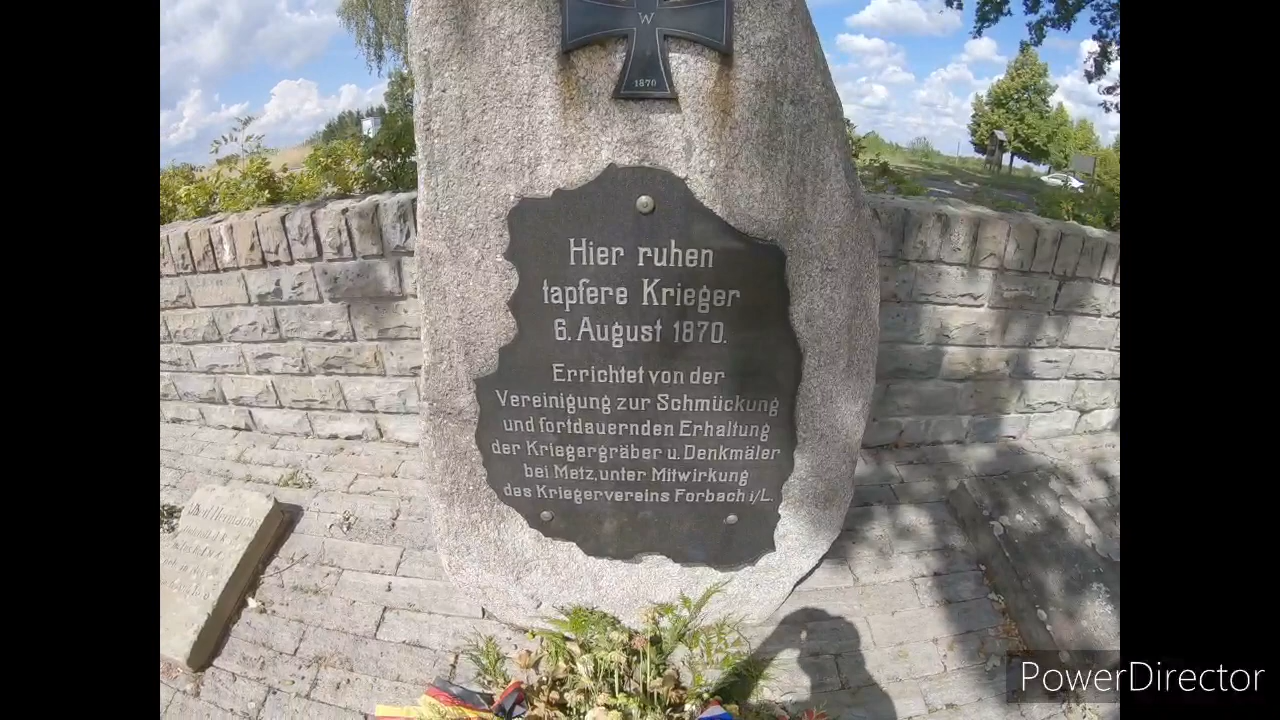 W
1870
Hier ruhen
tapfere Krieger
6. August 1870.
Errichtet von der
Vereinigung zur Schmückung
und fortdauernden Erhaltung
der Kriegergräber u. Denkmäler
bei Metz, unter Mitwirkung
des Kriegervereins Forbach i/L.
PowerDirector